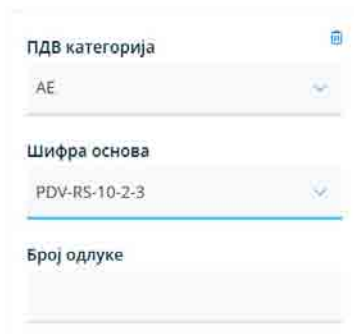 ПДВ категорија
AE
Шифра основа
PDV-RS-10-2-3
Број одлуке